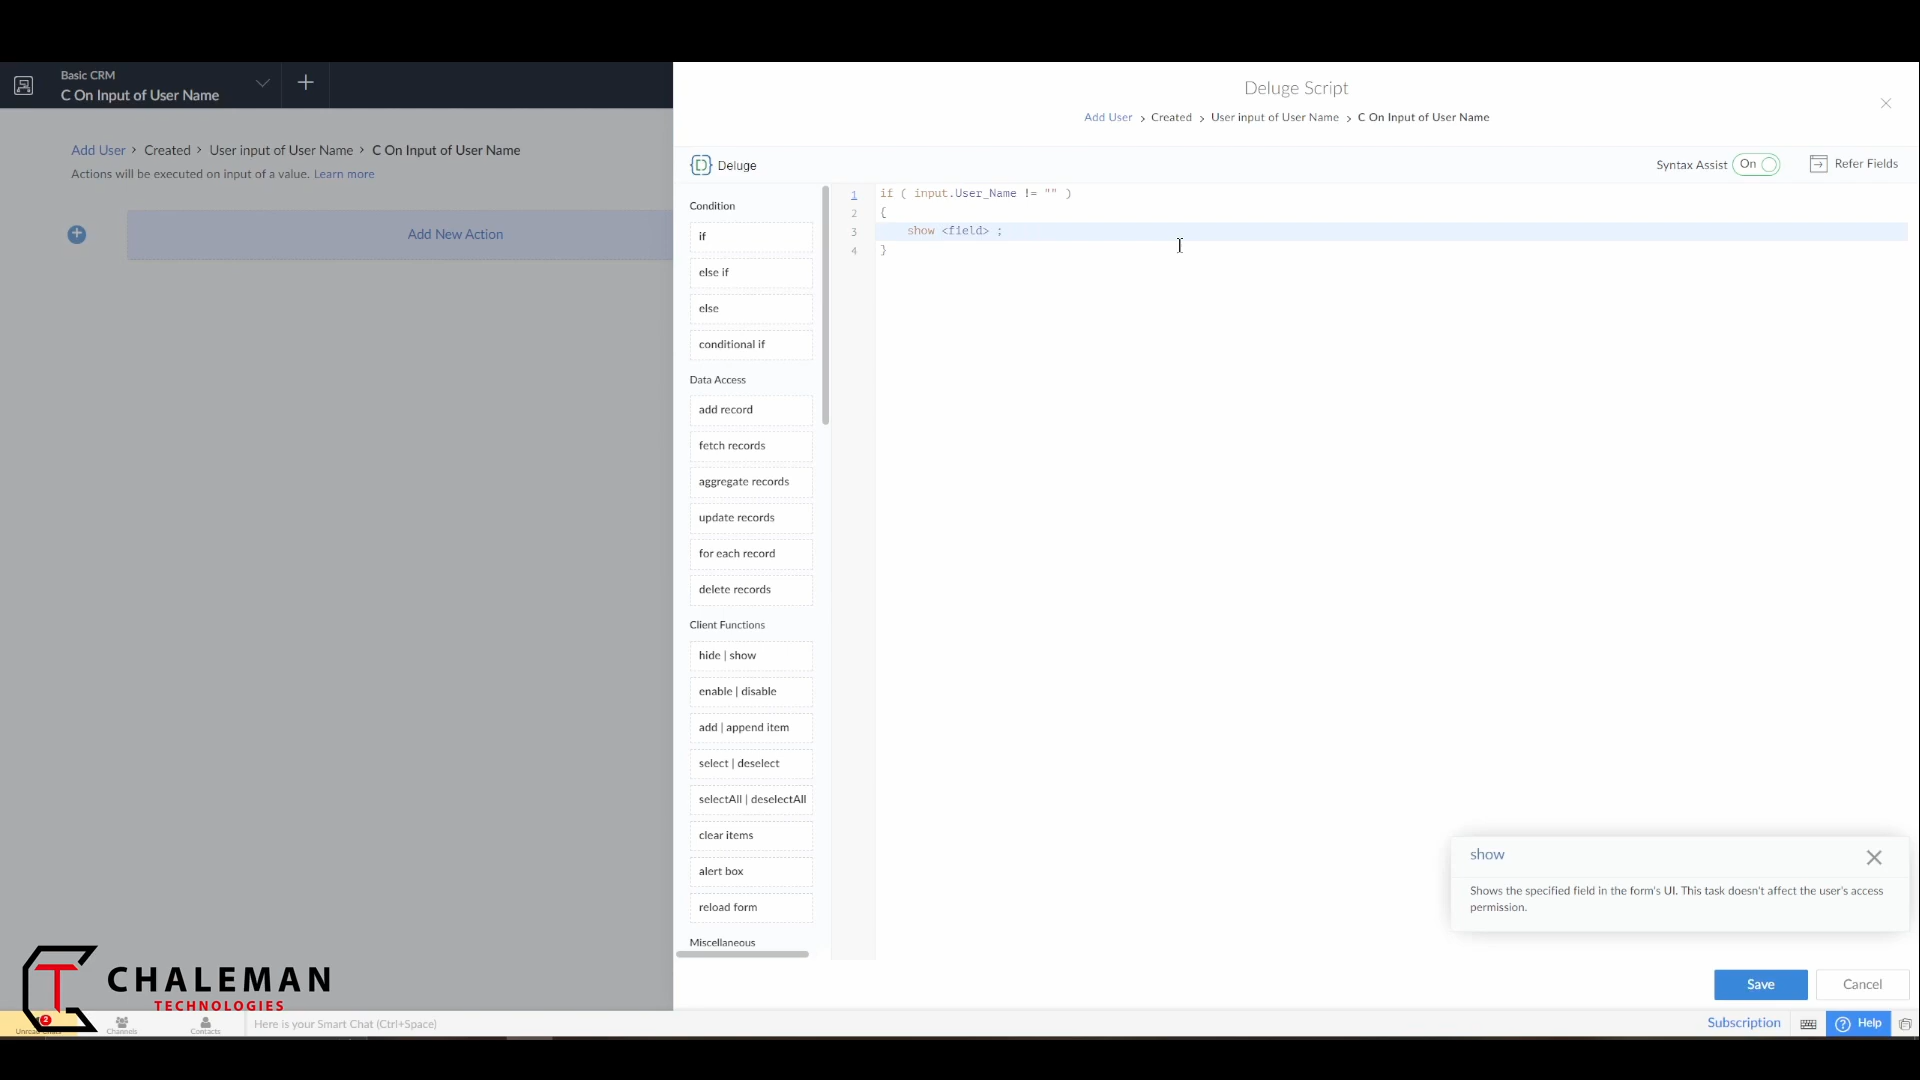 Basic CRM
C On Input of User Name
Add User > Created > User input of User Name > C On Input of User Name
Actions will be executed on input of a value. Learn more
Add New Action
Deluge Script
Add User > Created > User input of User Name > C On Input of User Name
Deluge
Syntax Assist On
Refer Fields
Condition
if
else if
else
conditional if
Data Access
add record
fetch records
aggregate records
update records
for each record
delete records
Client Functions
hide | show
enable | disable
add | append item
select | deselect
selectAll | deselectAll
clear items
alert box
reload form
Miscellaneous
1 if ( input.User_Name != "" )
2 {
3 show <field> ;
4 }
show
Shows the specified field in the form's UI. This task doesn't affect the user's access
permission.
Save
Cancel
CHALEMAN
TECHNOLOGIES
2
Channels
Contacts
Here is your Smart Chat (Ctrl+Space)
Subscription
Help